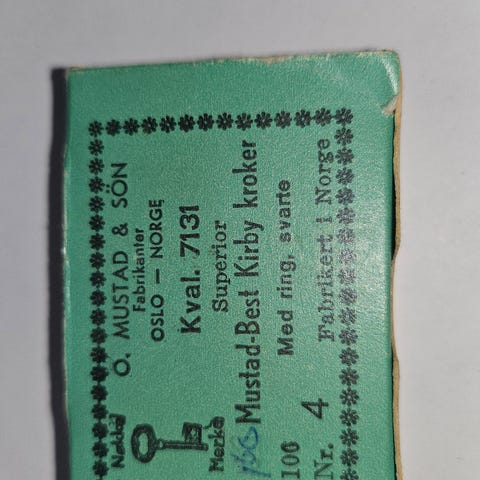 O. MUSTAD & SÖN
Fabrikanter
OSLO — NORGE
Nøkkel
Merke
Kval. 7131
Superior
Mustad-Best Kirby kroker
100 Med ring, svarte
Nr. 4 Fabrikert i Norge